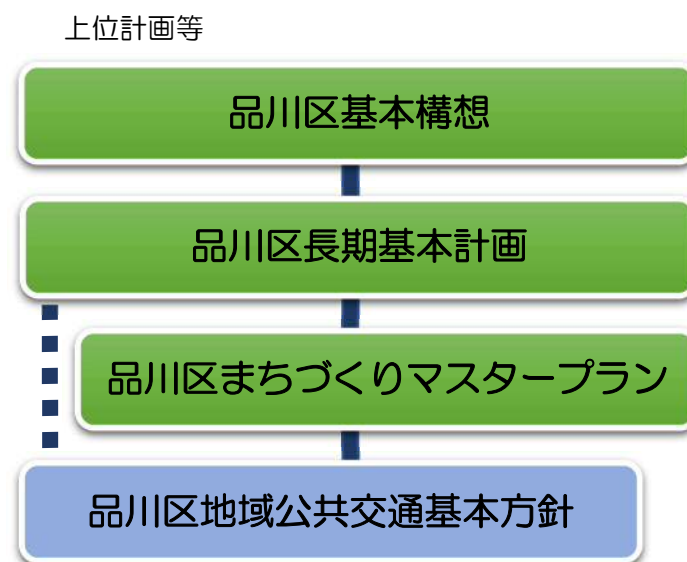 上位計画等
品川区基本構想
品川区長期基本計画
品川区まちづくりマスタープラン
品川区地域公共交通基本方針